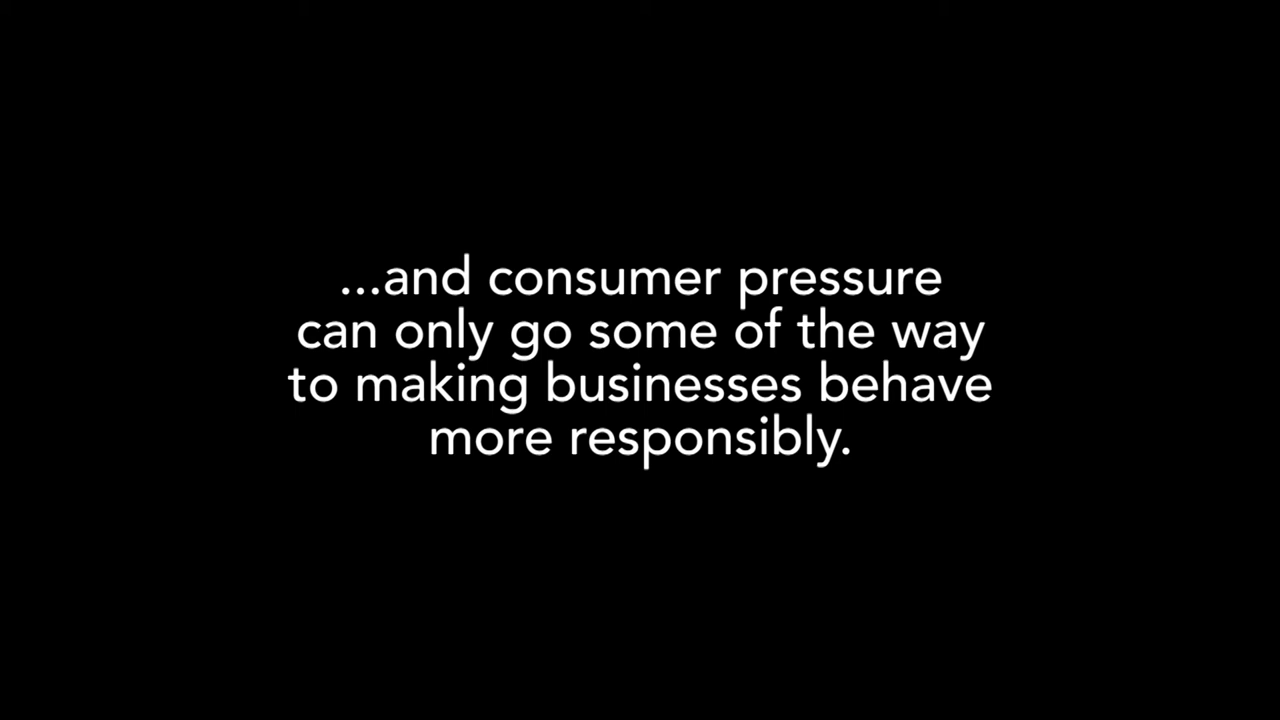 ...and consumer pressure
can only go some of the way
to making businesses behave
more responsibly.